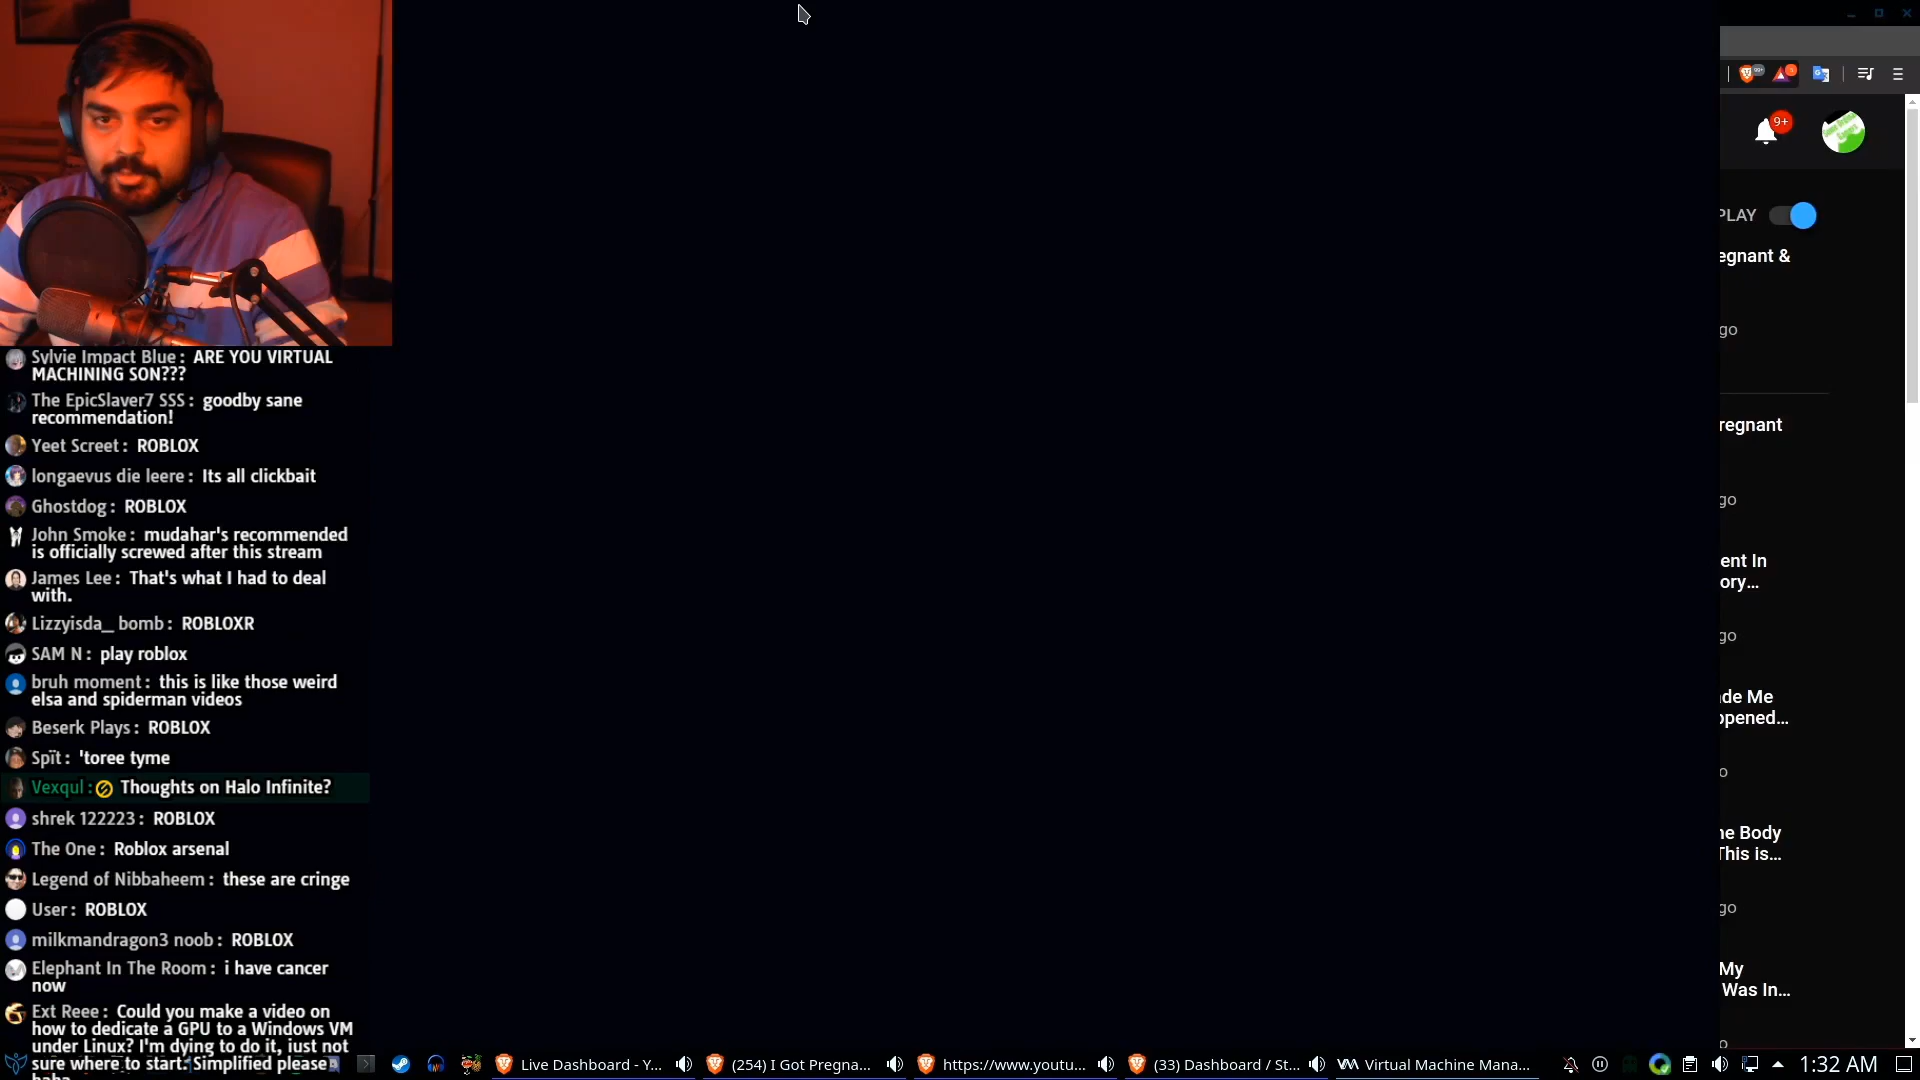 Sylvie Impact Blue : ARE YOU VIRTUAL
MACHINING SON???
The EpicSlaver7 SSS : goodby sane
recommendation!
Yeet Screet : ROBLOX
longaevus die leere : Its all clickbait
Ghostdog : ROBLOX
John Smoke : mudahar's recommended
is officially screwed after this stream
James Lee : That's what I had to deal
with.
Lizzyisda_ bomb : ROBLOXR
SAM N : play roblox
bruh moment : this is like those weird
elsa and spiderman videos
Beserk Plays : ROBLOX
Spït : 'toree tyme
Vexqul : Thoughts on Halo Infinite?
shrek 122223 : ROBLOX
The One : Roblox arsenal
Legend of Nibbaheem : these are cringe
User : ROBLOX
milkmandragon3 noob : ROBLOX
Elephant In The Room : i have cancer
now
Ext Reee : Could you make a video on
how to dedicate a GPU to a Windows VM
under Linux? I'm dying to do it, just not
sure where to start. Simplified please
haha
99+
9+
PLAY
egnant &
go
regnant
go
ent In
ory...
go
de Me
ppened...
o
ne Body
This is...
go
My
Was In...
o
Live Dashboard - Y...
(254) I Got Pregna...
https://www.youtu...
(33) Dashboard / St...
Virtual Machine Mana...
1:32 AM